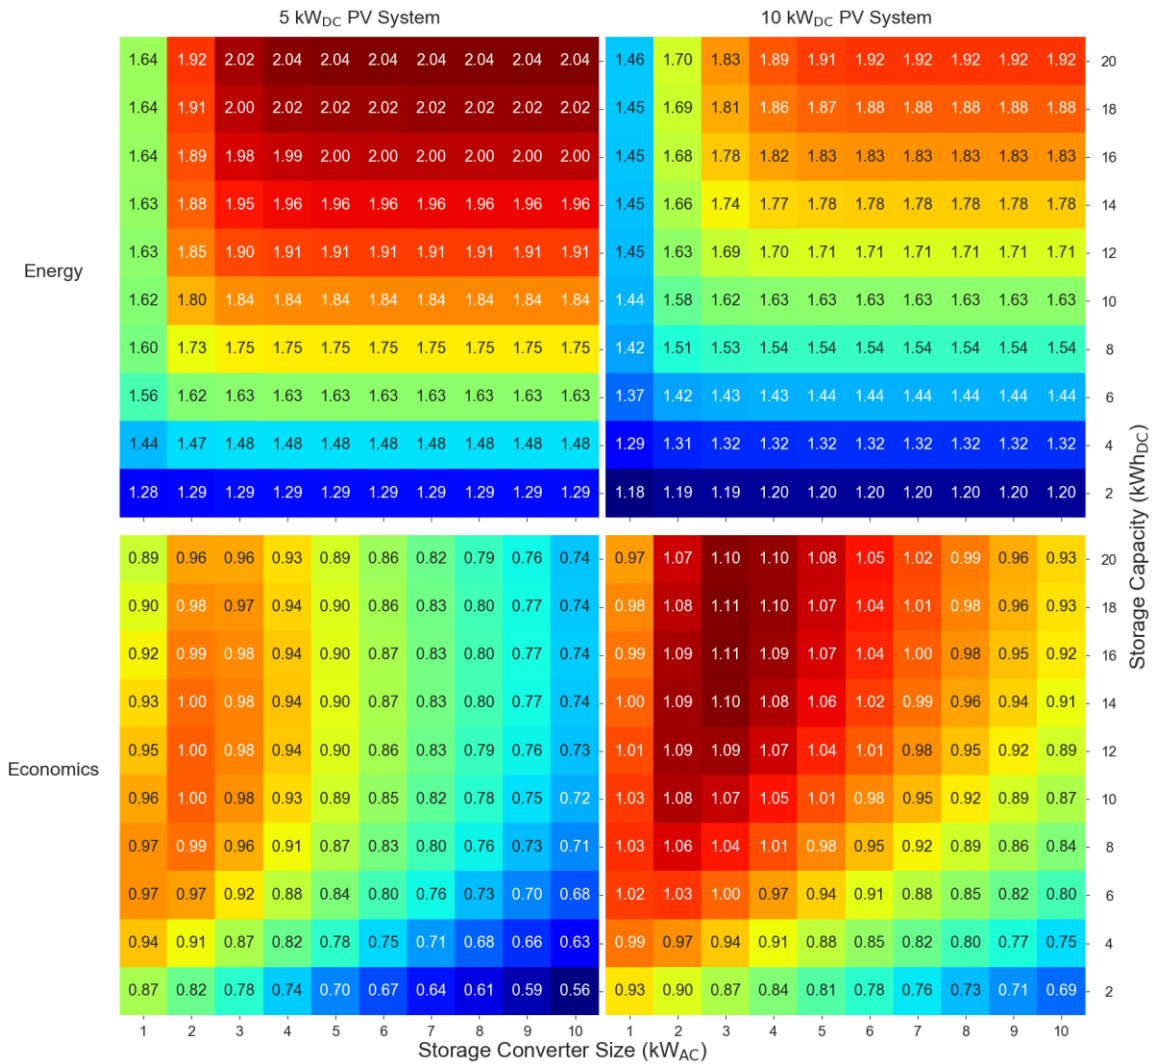 5 kW_DC PV System 10 kW_DC PV System
1.64 1.92 2.02 2.04 2.04 2.04 2.04 2.04 2.04 2.04 1.46 1.70 1.83 1.89 1.91 1.92 1.92 1.92 1.92 1.92 20
1.64 1.91 2.00 2.02 2.02 2.02 2.02 2.02 2.02 2.02 1.45 1.69 1.81 1.86 1.87 1.88 1.88 1.88 1.88 1.88 18
1.64 1.89 1.98 1.99 2.00 2.00 2.00 2.00 2.00 2.00 1.45 1.68 1.78 1.82 1.83 1.83 1.83 1.83 1.83 1.83 16
1.63 1.88 1.95 1.96 1.96 1.96 1.96 1.96 1.96 1.96 1.45 1.66 1.74 1.77 1.78 1.78 1.78 1.78 1.78 1.78 14
1.63 1.85 1.90 1.91 1.91 1.91 1.91 1.91 1.91 1.91 1.45 1.63 1.69 1.70 1.71 1.71 1.71 1.71 1.71 1.71 12
Energy
1.62 1.80 1.84 1.84 1.84 1.84 1.84 1.84 1.84 1.84 1.44 1.58 1.62 1.63 1.63 1.63 1.63 1.63 1.63 1.63 10
1.60 1.73 1.75 1.75 1.75 1.75 1.75 1.75 1.75 1.75 1.42 1.51 1.53 1.54 1.54 1.54 1.54 1.54 1.54 1.54 8
1.56 1.62 1.63 1.63 1.63 1.63 1.63 1.63 1.63 1.63 1.37 1.42 1.43 1.43 1.44 1.44 1.44 1.44 1.44 1.44 6
1.44 1.47 1.48 1.48 1.48 1.48 1.48 1.48 1.48 1.48 1.29 1.31 1.32 1.32 1.32 1.32 1.32 1.32 1.32 1.32 4
1.28 1.29 1.29 1.29 1.29 1.29 1.29 1.29 1.29 1.29 1.18 1.19 1.19 1.20 1.20 1.20 1.20 1.20 1.20 1.20 2
Storage Capacity (kWh_DC)
0.89 0.96 0.96 0.93 0.89 0.86 0.82 0.79 0.76 0.74 0.97 1.07 1.10 1.10 1.08 1.05 1.02 0.99 0.96 0.93 20
0.90 0.98 0.97 0.94 0.90 0.86 0.83 0.80 0.77 0.74 0.98 1.08 1.11 1.10 1.07 1.04 1.01 0.98 0.96 0.93 18
0.92 0.99 0.98 0.94 0.90 0.87 0.83 0.80 0.77 0.74 0.99 1.09 1.11 1.09 1.07 1.04 1.00 0.98 0.95 0.92 16
0.93 1.00 0.98 0.94 0.90 0.87 0.83 0.80 0.77 0.74 1.00 1.09 1.10 1.08 1.06 1.02 0.99 0.96 0.94 0.91 14
0.95 1.00 0.98 0.94 0.90 0.86 0.83 0.79 0.76 0.73 1.01 1.09 1.09 1.07 1.04 1.01 0.98 0.95 0.92 0.89 12
Economics
0.96 1.00 0.98 0.93 0.89 0.85 0.82 0.78 0.75 0.72 1.03 1.08 1.07 1.05 1.01 0.98 0.95 0.92 0.89 0.87 10
0.97 0.99 0.96 0.91 0.87 0.83 0.80 0.76 0.73 0.71 1.03 1.06 1.04 1.01 0.98 0.95 0.92 0.89 0.86 0.84 8
0.97 0.97 0.92 0.88 0.84 0.80 0.76 0.73 0.70 0.68 1.02 1.03 1.00 0.97 0.94 0.91 0.88 0.85 0.82 0.80 6
0.94 0.91 0.87 0.82 0.78 0.75 0.71 0.68 0.66 0.63 0.99 0.97 0.94 0.91 0.88 0.85 0.82 0.80 0.77 0.75 4
0.87 0.82 0.78 0.74 0.70 0.67 0.64 0.61 0.59 0.56 0.93 0.90 0.87 0.84 0.81 0.78 0.76 0.73 0.71 0.69 2
1 2 3 4 5 6 7 8 9 10 1 2 3 4 5 6 7 8 9 10
Storage Converter Size (kW_AC)